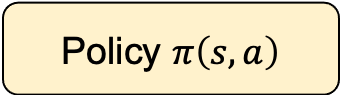 Policy 𝜋(𝑠, 𝑎)